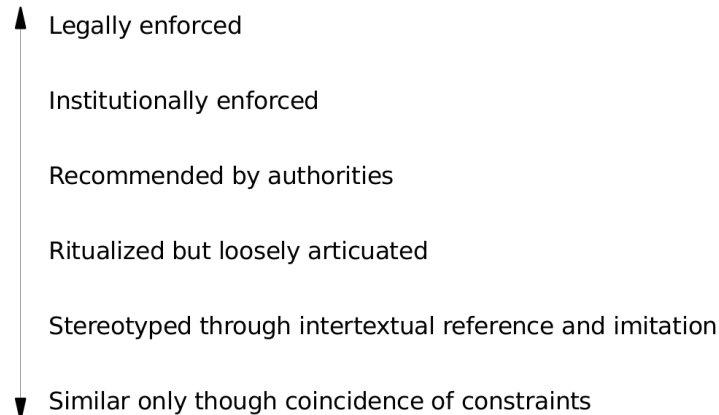 Legally enforced
Institutionally enforced
Recommended by authorities
Ritualized but loosely articuated
Stereotyped through intertextual reference and imitation
Similar only though coincidence of constraints